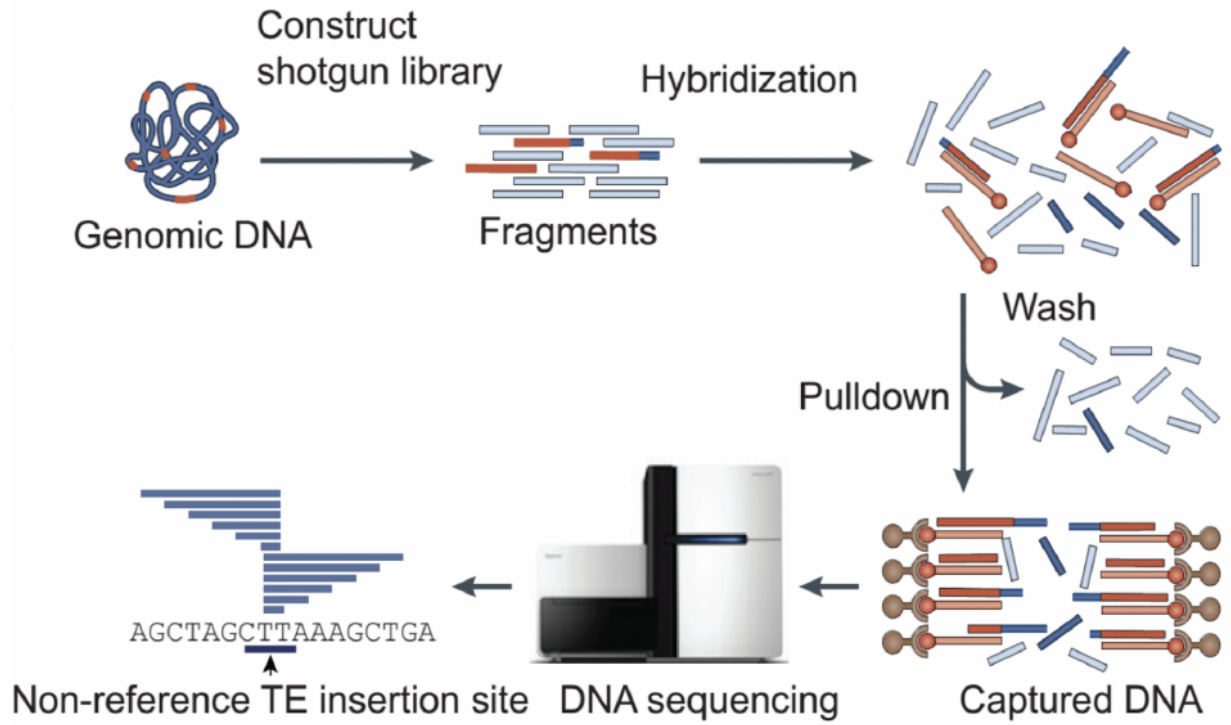 Construct
shotgun library
Hybridization
Genomic DNA
Fragments
Wash
Pulldown
AGCTAGCTTAAAGCTGA
Non-reference TE insertion site
DNA sequencing
Captured DNA